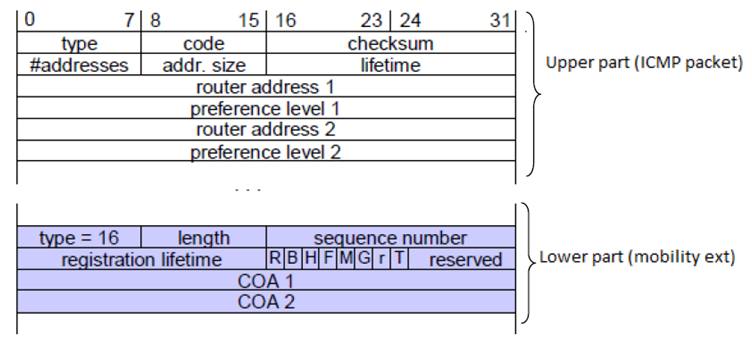 0 7 8 15 16 23 24 31
type code checksum
#addresses addr. size lifetime
Upper part (ICMP packet)
router address 1
preference level 1
router address 2
preference level 2
. . .
type = 16 length sequence number
registration lifetime R B H F M G r T reserved
Lower part (mobility ext)
COA 1
COA 2